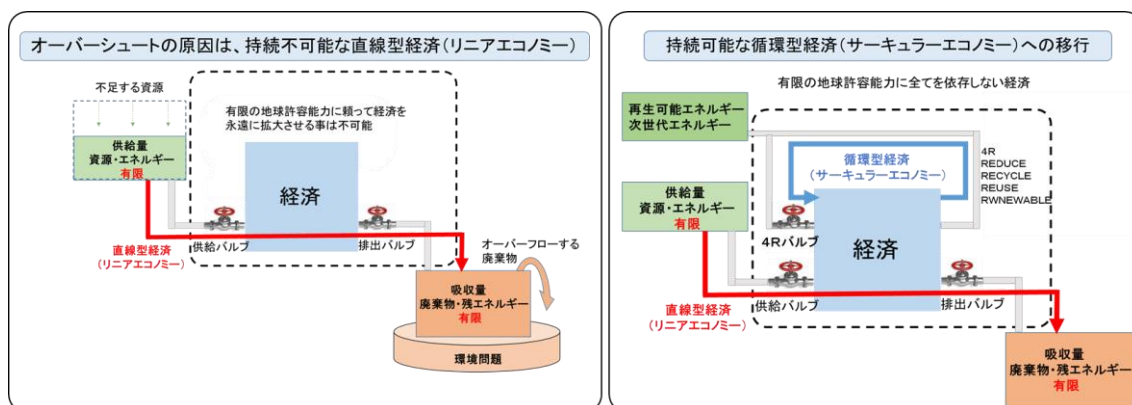 オーバーシュートの原因は、持続不可能な直線型経済(リニアエコノミー)
不足する資源
有限の地球許容能力に頼って経済を
永遠に拡大させる事は不可能
供給量
資源・エネルギー
有限
経済
供給バルブ
排出バルブ
直線型経済
(リニアエコノミー)
オーバーフローする
廃棄物
吸収量
廃棄物・残エネルギー
有限
環境問題
持続可能な循環型経済(サーキュラーエコノミー)への移行
有限の地球許容能力に全てを依存しない経済
再生可能エネルギー
次世代エネルギー
循環型経済
(サーキュラーエコノミー)
4R
REDUCE
RECYCLE
REUSE
RWNEWABLE
供給量
資源・エネルギー
有限
4Rバルブ
経済
直線型経済
(リニアエコノミー)
供給バルブ
排出バルブ
吸収量
廃棄物・残エネルギー
有限